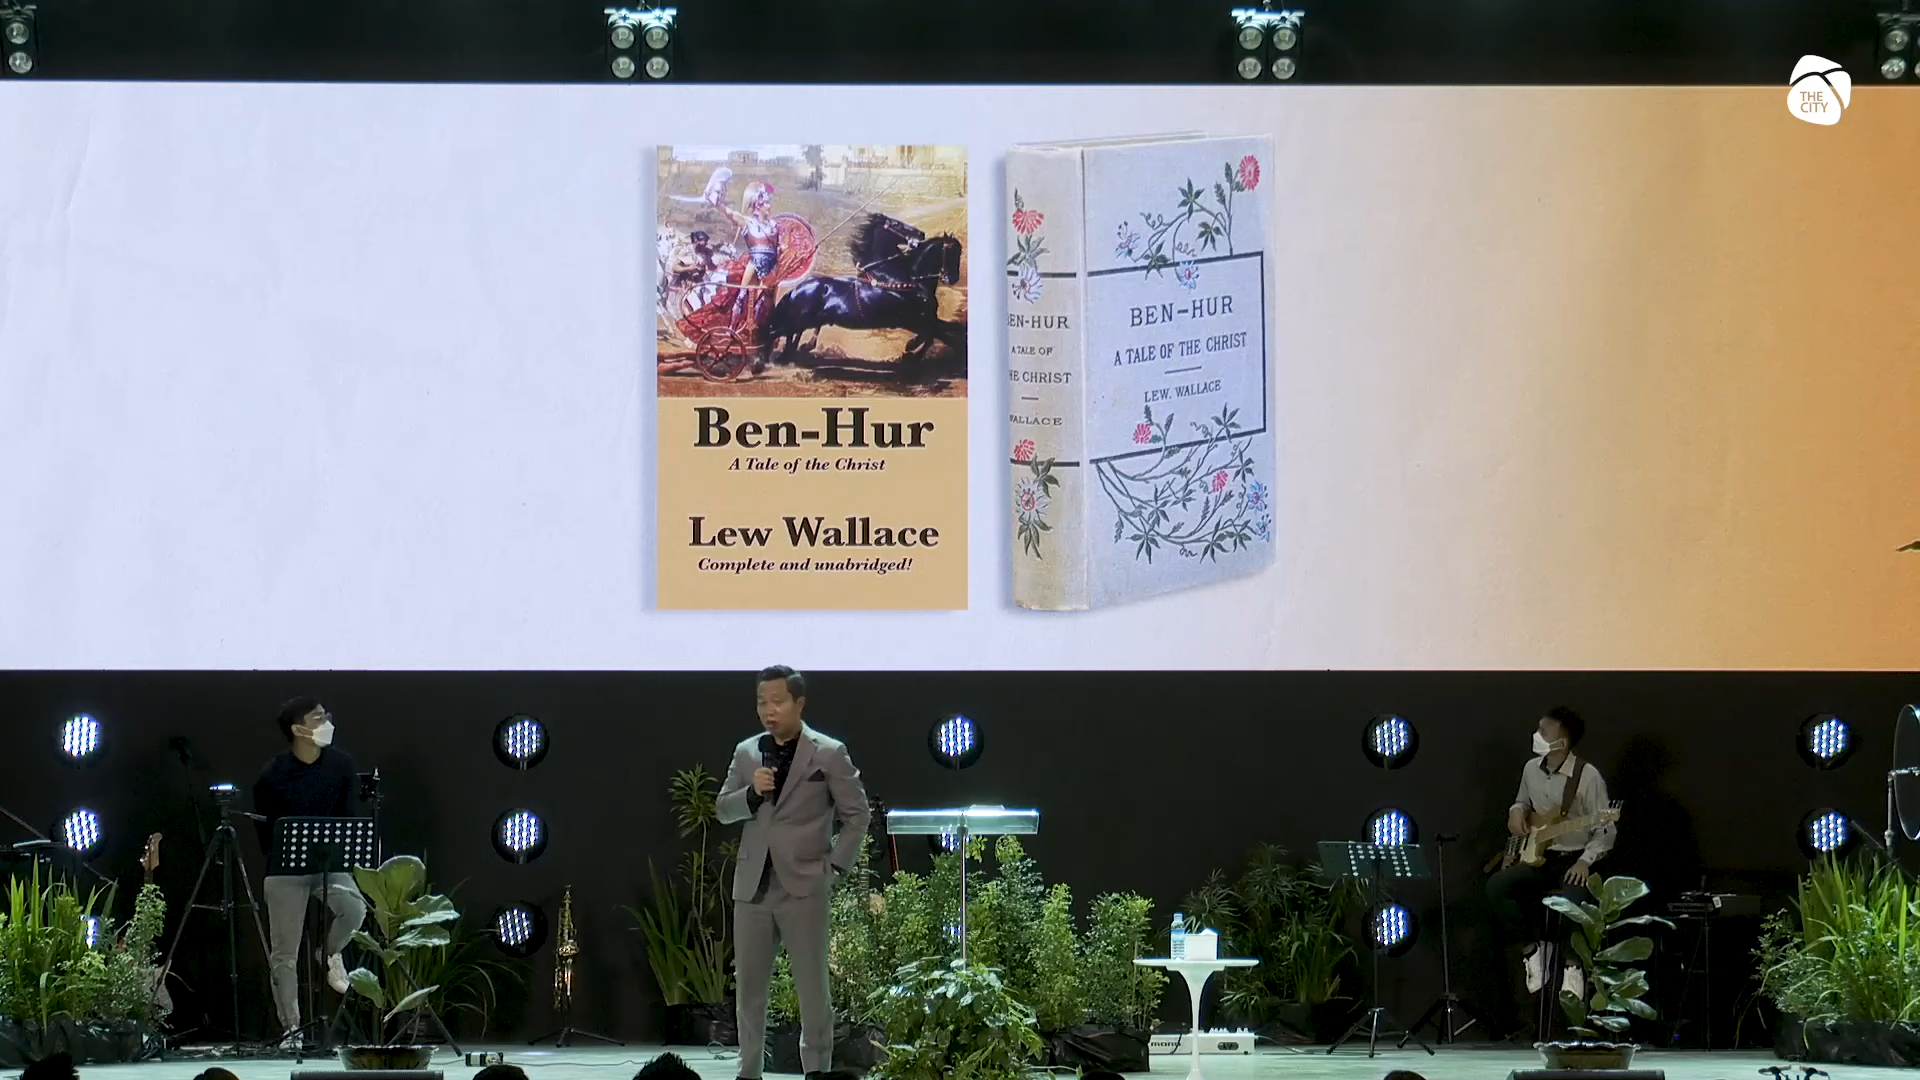 THE
CITY
Ben-Hur
A Tale of the Christ
Lew Wallace
Complete and unabridged!
EN-HUR
A TALE OF
HE CHRIST
WALLACE
BEN-HUR
A TALE OF THE CHRIST
LEW. WALLACE